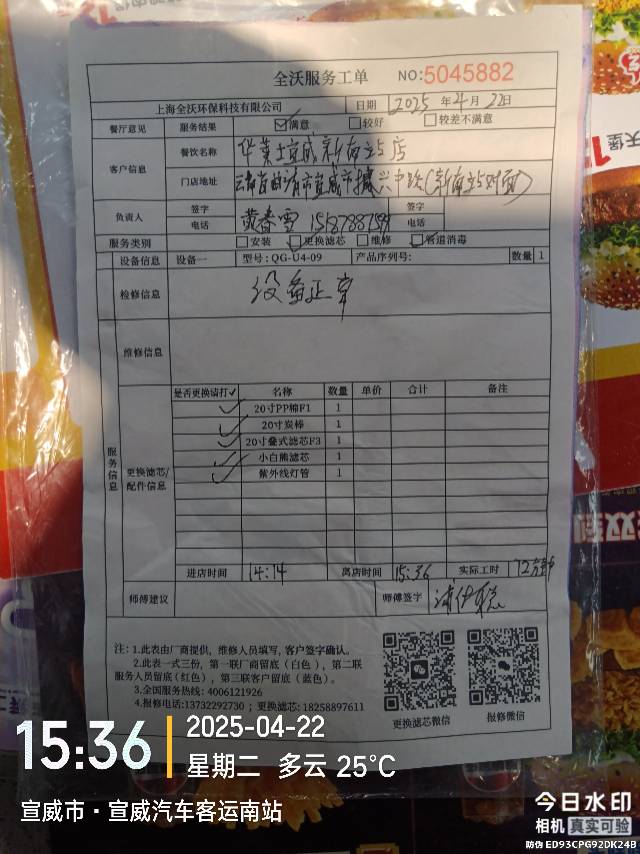 全沃服务工单 NO:5045882
上海全沃环保科技有限公司 日期 2025 年 4 月 22 日
餐厅意见 服务结果 ☑满意 □较好 □较差不满意
客户信息 餐饮名称 华莱士宣威新南立5店
门店地址 云南省曲靖市宣威市振兴中路(新南立5对面)
负责人 签字 黄春雪 签字
电话 电话
服务类别 □安装 ☑更换滤芯 □维修 ☑管道消毒
设备信息 设备一 型号:QG-U4-09 产品序列号: 数量 1
检修信息 设备正常
维修信息
服务信息
更换滤芯/配件信息
是否更换请打✓ 名称 数量 单价 合计 备注
✓ 20寸PP棉F1 1
✓ 20寸炭棒 1
✓ 20寸叠式滤芯F3 1
✓ 小白熊滤芯 1
✓ 紫外线灯管 1
进店时间 14:14 离店时间 15:36 实际工时 72分钟
师傅建议 师傅签字
注: 1.此表由厂商提供, 维修人员填写, 客户签字确认。
2.此表一式三份, 第一联厂商留底(白色), 第二联
服务人员留底(红色), 第三联客户留底(蓝色)。
3.全国服务热线: 4006121926
4.报修电话:13732292730 ; 更换滤芯: 18258897611
更换滤芯微信 报修微信
15:36
2025-04-22
星期二 多云 25°C
宣威市·宣威汽车客运南站
今日水印
相机 真实可验
防伪 ED93CPG92DK24B